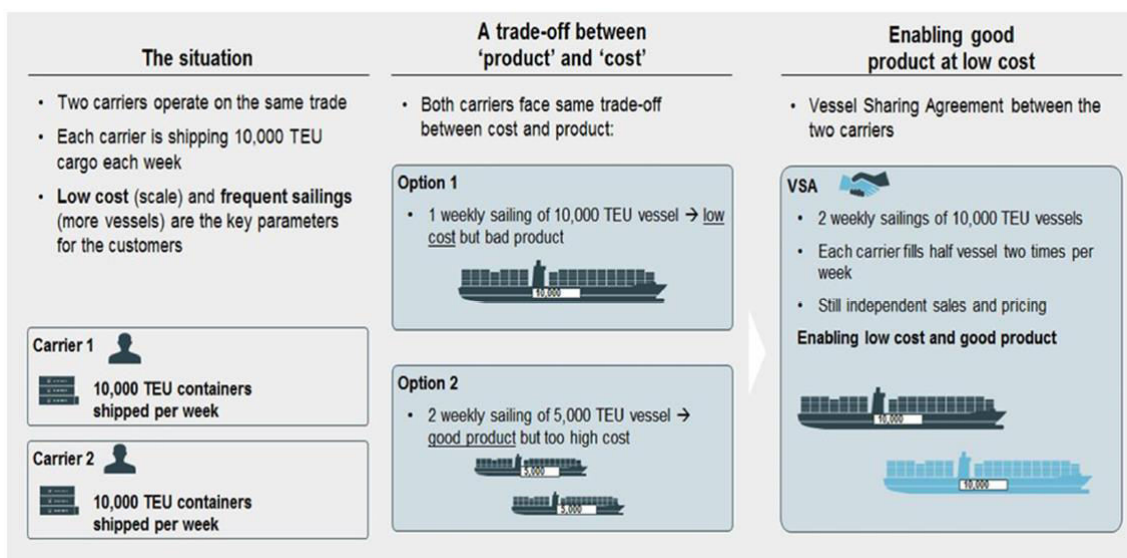 The situation
• Two carriers operate on the same trade
• Each carrier is shipping 10,000 TEU
cargo each week
• Low cost (scale) and frequent sailings
(more vessels) are the key parameters
for the customers
Carrier 1
10,000 TEU containers
shipped per week
Carrier 2
10,000 TEU containers
shipped per week
A trade-off between
‘product’ and ‘cost’
• Both carriers face same trade-off
between cost and product:
Option 1
• 1 weekly sailing of 10,000 TEU vessel → low
cost but bad product
10,000
Option 2
• 2 weekly sailing of 5,000 TEU vessel →
good product but too high cost
5,000
5,000
Enabling good
product at low cost
• Vessel Sharing Agreement between the
two carriers
VSA
• 2 weekly sailings of 10,000 TEU vessels
• Each carrier fills half vessel two times per
week
• Still independent sales and pricing
Enabling low cost and good product
10,000
10,000